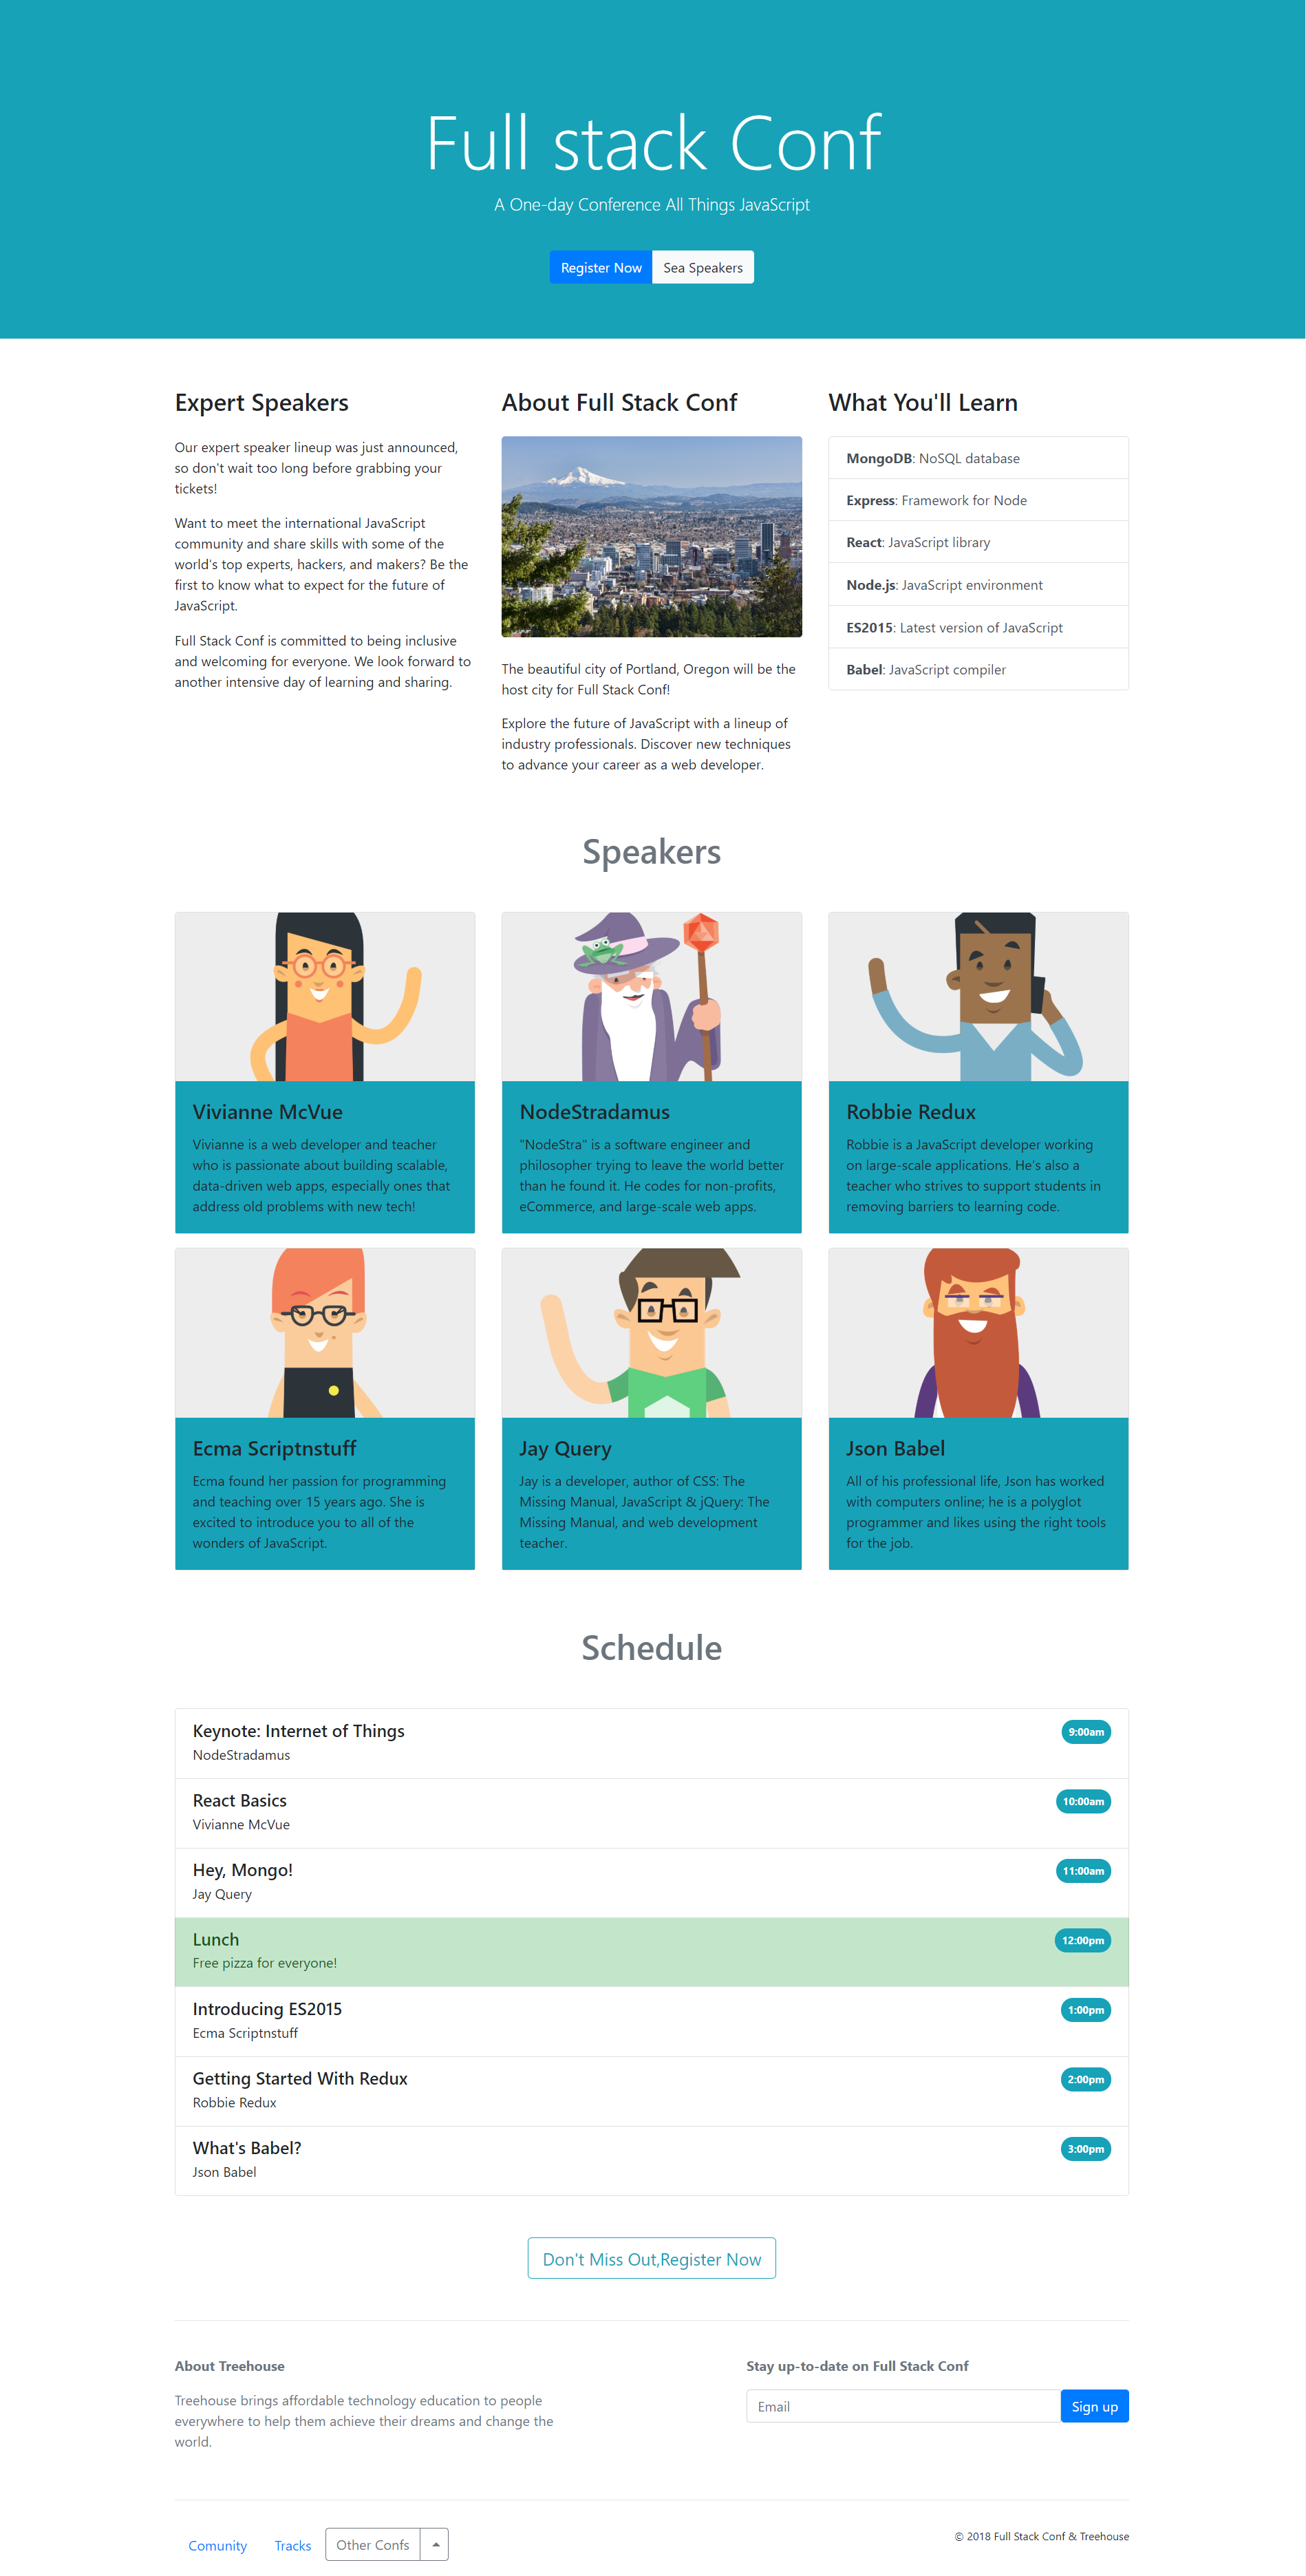 Full stack Conf
A One-day Conference All Things JavaScript
Register Now
Sea Speakers
Expert Speakers
Our expert speaker lineup was just announced,
so don't wait too long before grabbing your
tickets!
Want to meet the international JavaScript
community and share skills with some of the
world's top experts, hackers, and makers? Be the
first to know what to expect for the future of
JavaScript.
Full Stack Conf is committed to being inclusive
and welcoming for everyone. We look forward to
another intensive day of learning and sharing.
About Full Stack Conf
The beautiful city of Portland, Oregon will be the
host city for Full Stack Conf!
Explore the future of JavaScript with a lineup of
industry professionals. Discover new techniques
to advance your career as a web developer.
What You'll Learn
MongoDB: NoSQL database
Express: Framework for Node
React: JavaScript library
Node.js: JavaScript environment
ES2015: Latest version of JavaScript
Babel: JavaScript compiler
Speakers
Vivianne McVue
Vivianne is a web developer and teacher
who is passionate about building scalable,
data-driven web apps, especially ones that
address old problems with new tech!
NodeStradamus
"NodeStra" is a software engineer and
philosopher trying to leave the world better
than he found it. He codes for non-profits,
eCommerce, and large-scale web apps.
Robbie Redux
Robbie is a JavaScript developer working
on large-scale applications. He's also a
teacher who strives to support students in
removing barriers to learning code.
Ecma Scriptnstuff
Ecma found her passion for programming
and teaching over 15 years ago. She is
excited to introduce you to all of the
wonders of JavaScript.
Jay Query
Jay is a developer, author of CSS: The
Missing Manual, JavaScript & jQuery: The
Missing Manual, and web development
teacher.
Json Babel
All of his professional life, Json has worked
with computers online; he is a polyglot
programmer and likes using the right tools
for the job.
Schedule
Keynote: Internet of Things
9:00am
NodeStradamus
React Basics
10:00am
Vivianne McVue
Hey, Mongo!
11:00am
Jay Query
Lunch
12:00pm
Free pizza for everyone!
Introducing ES2015
1:00pm
Ecma Scriptnstuff
Getting Started With Redux
2:00pm
Robbie Redux
What's Babel?
3:00pm
Json Babel
Don't Miss Out,Register Now
About Treehouse
Treehouse brings affordable technology education to people
everywhere to help them achieve their dreams and change the
world.
Stay up-to-date on Full Stack Conf
Email
Sign up
Comunity
Tracks
Other Confs
© 2018 Full Stack Conf & Treehouse